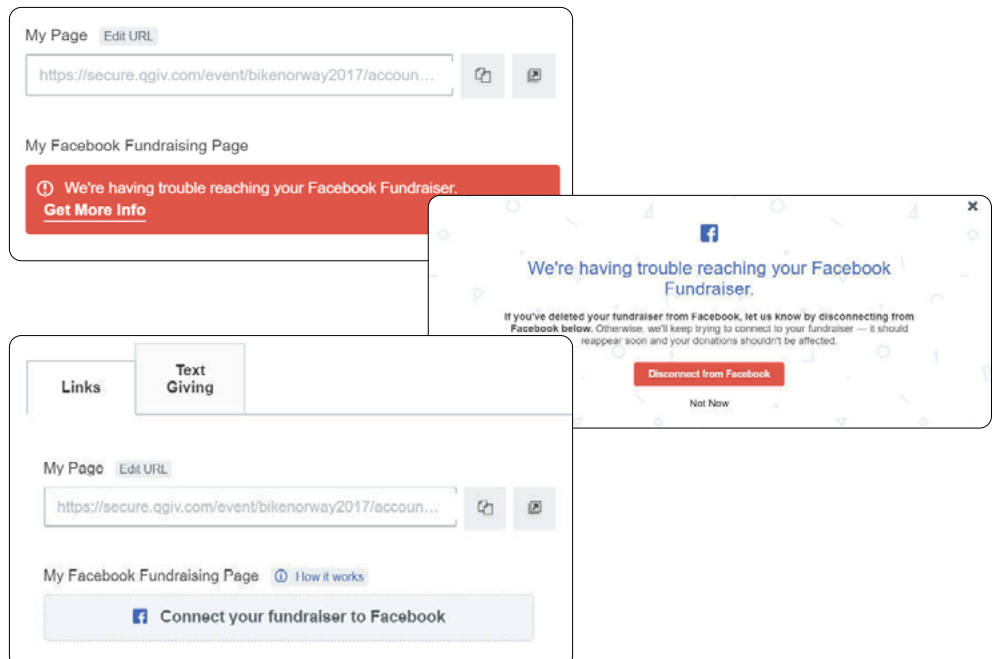 My Page Edit URL
https://secure.qgiv.com/event/bikenorway2017/accoun...
My Facebook Fundraising Page
We're having trouble reaching your Facebook Fundraiser.
Get More Info
We're having trouble reaching your Facebook
Fundraiser.
If you've deleted your fundraiser from Facebook, let us know by disconnecting from
Facebook below. Otherwise, we'll keep trying to connect to your fundraiser — it should
reappear soon and your donations shouldn't be affected.
Disconnect from Facebook
Not Now
Links
Text
Giving
My Page Edit URL
https://secure.qgiv.com/event/bikenorway2017/accoun...
My Facebook Fundraising Page How it works
Connect your fundraiser to Facebook